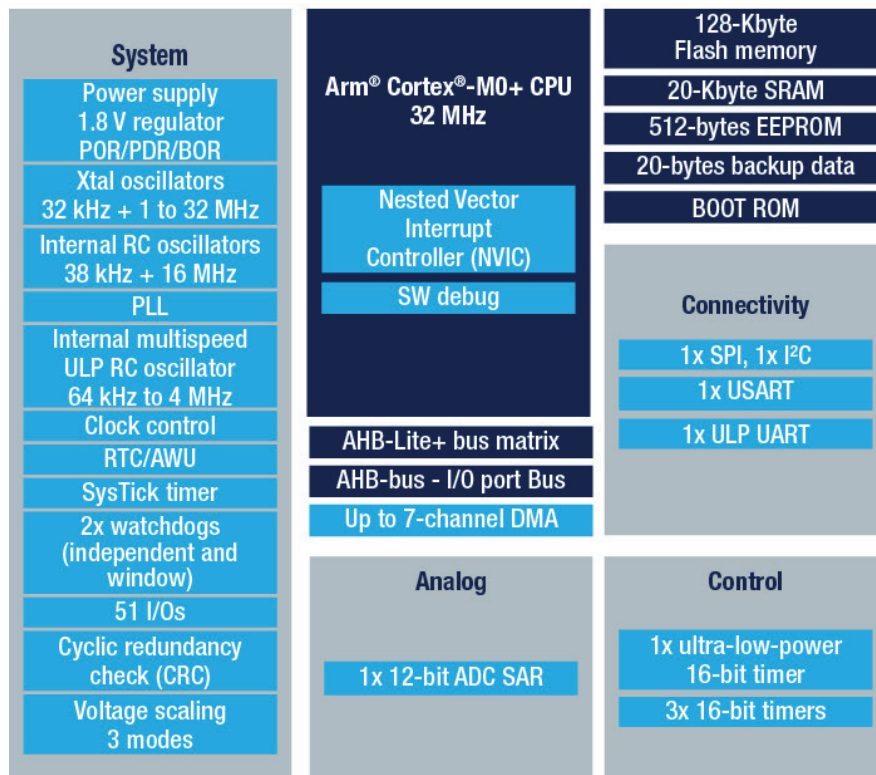 System
Power supply
1.8 V regulator
POR/PDR/BOR
Xtal oscillators
32 kHz + 1 to 32 MHz
Internal RC oscillators
38 kHz + 16 MHz
PLL
Internal multispeed
ULP RC oscillator
64 kHz to 4 MHz
Clock control
RTC/AWU
SysTick timer
2x watchdogs
(independent and
window)
51 I/Os
Cyclic redundancy
check (CRC)
Voltage scaling
3 modes
Arm® Cortex®-M0+ CPU
32 MHz
Nested Vector
Interrupt
Controller (NVIC)
SW debug
AHB-Lite+ bus matrix
AHB-bus - I/O port Bus
Up to 7-channel DMA
Analog
1x 12-bit ADC SAR
128-Kbyte
Flash memory
20-Kbyte SRAM
512-bytes EEPROM
20-bytes backup data
BOOT ROM
Connectivity
1x SPI, 1x I²C
1x USART
1x ULP UART
Control
1x ultra-low-power
16-bit timer
3x 16-bit timers